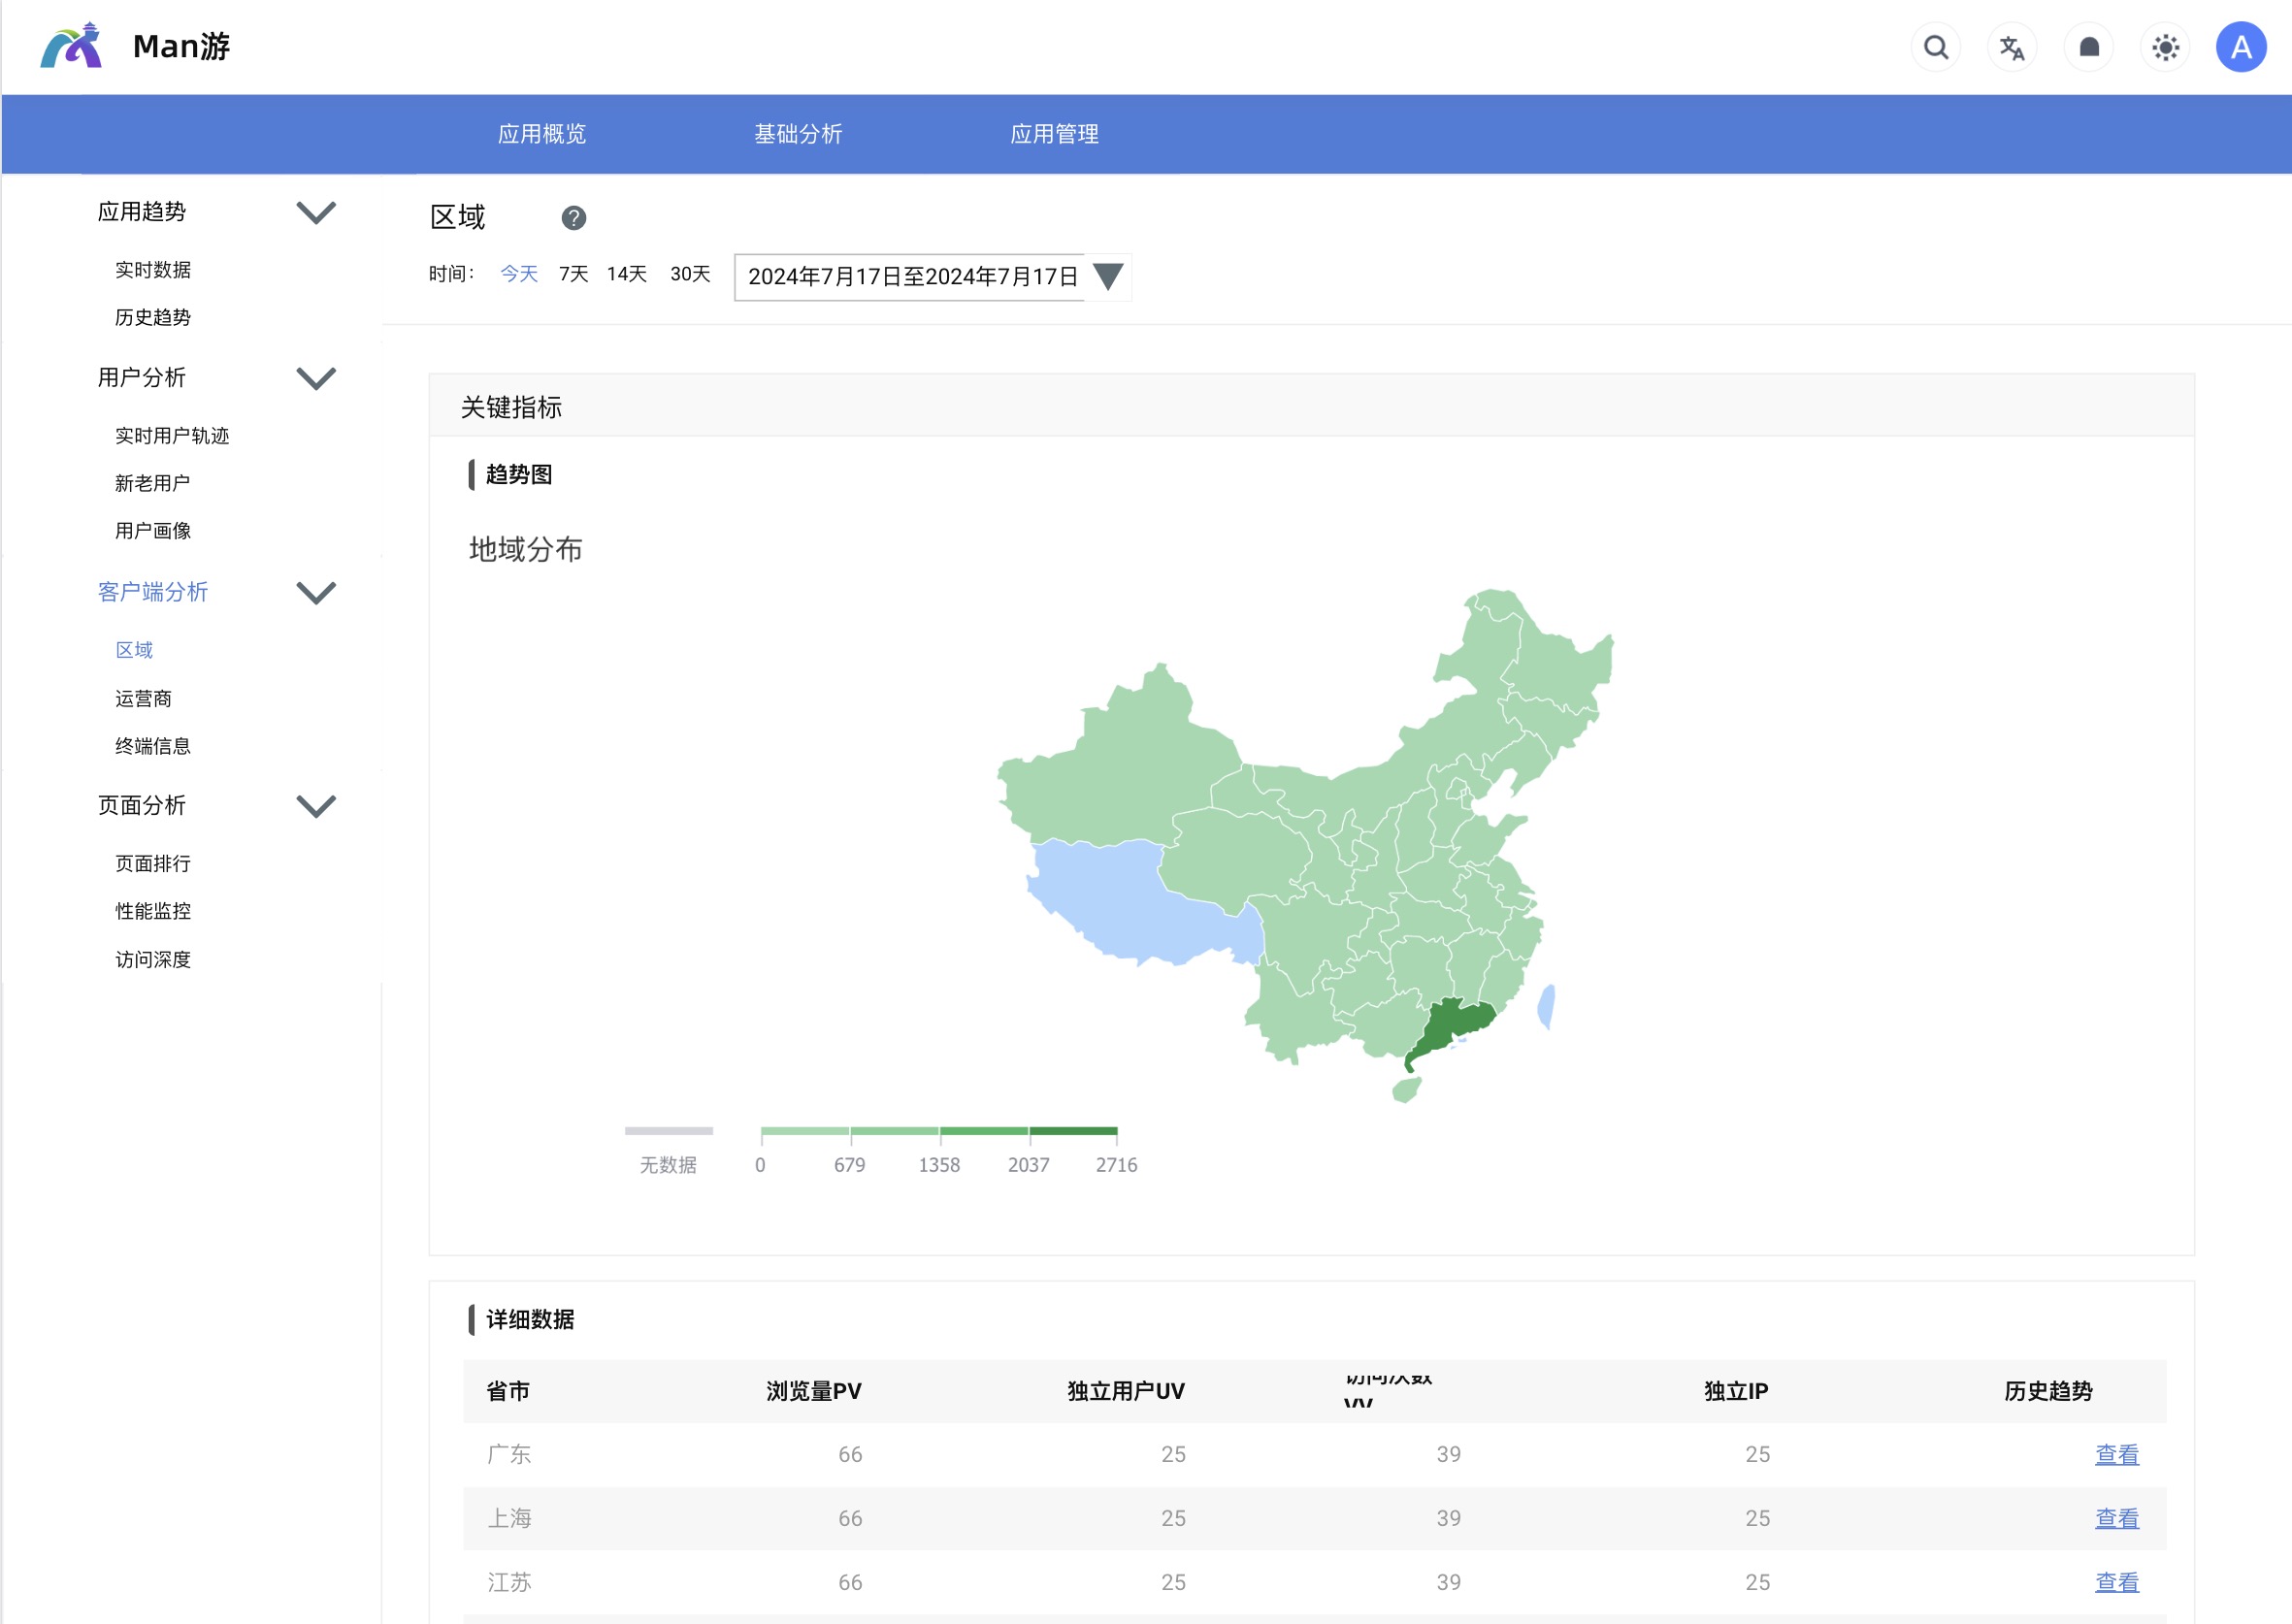 Man游
A
应用概览 基础分析 应用管理
应用趋势
实时数据
历史趋势
用户分析
实时用户轨迹
新老用户
用户画像
客户端分析
区域
运营商
终端信息
页面分析
页面排行
性能监控
访问深度
区域 ?
时间： 今天 7天 14天 30天 2024年7月17日至2024年7月17日
关键指标
趋势图
地域分布
无数据 0 679 1358 2037 2716
详细数据
省市 浏览量PV 独立用户UV 访问次数 独立IP 历史趋势
VV
广东 66 25 39 25 查看
上海 66 25 39 25 查看
江苏 66 25 39 25 查看